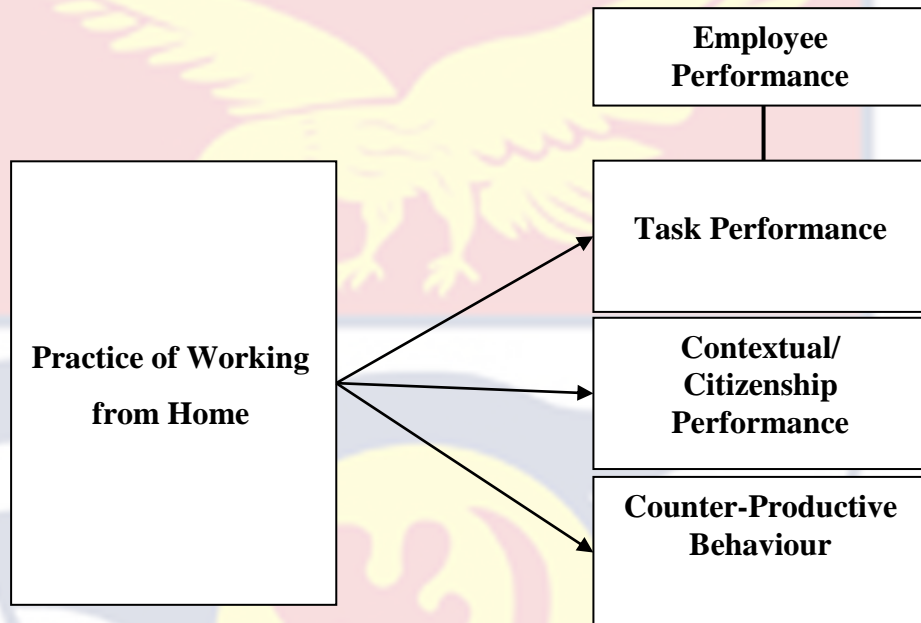 Employee
Performance
Task Performance
Practice of Working
from Home
Contextual/
Citizenship
Performance
Counter-Productive
Behaviour